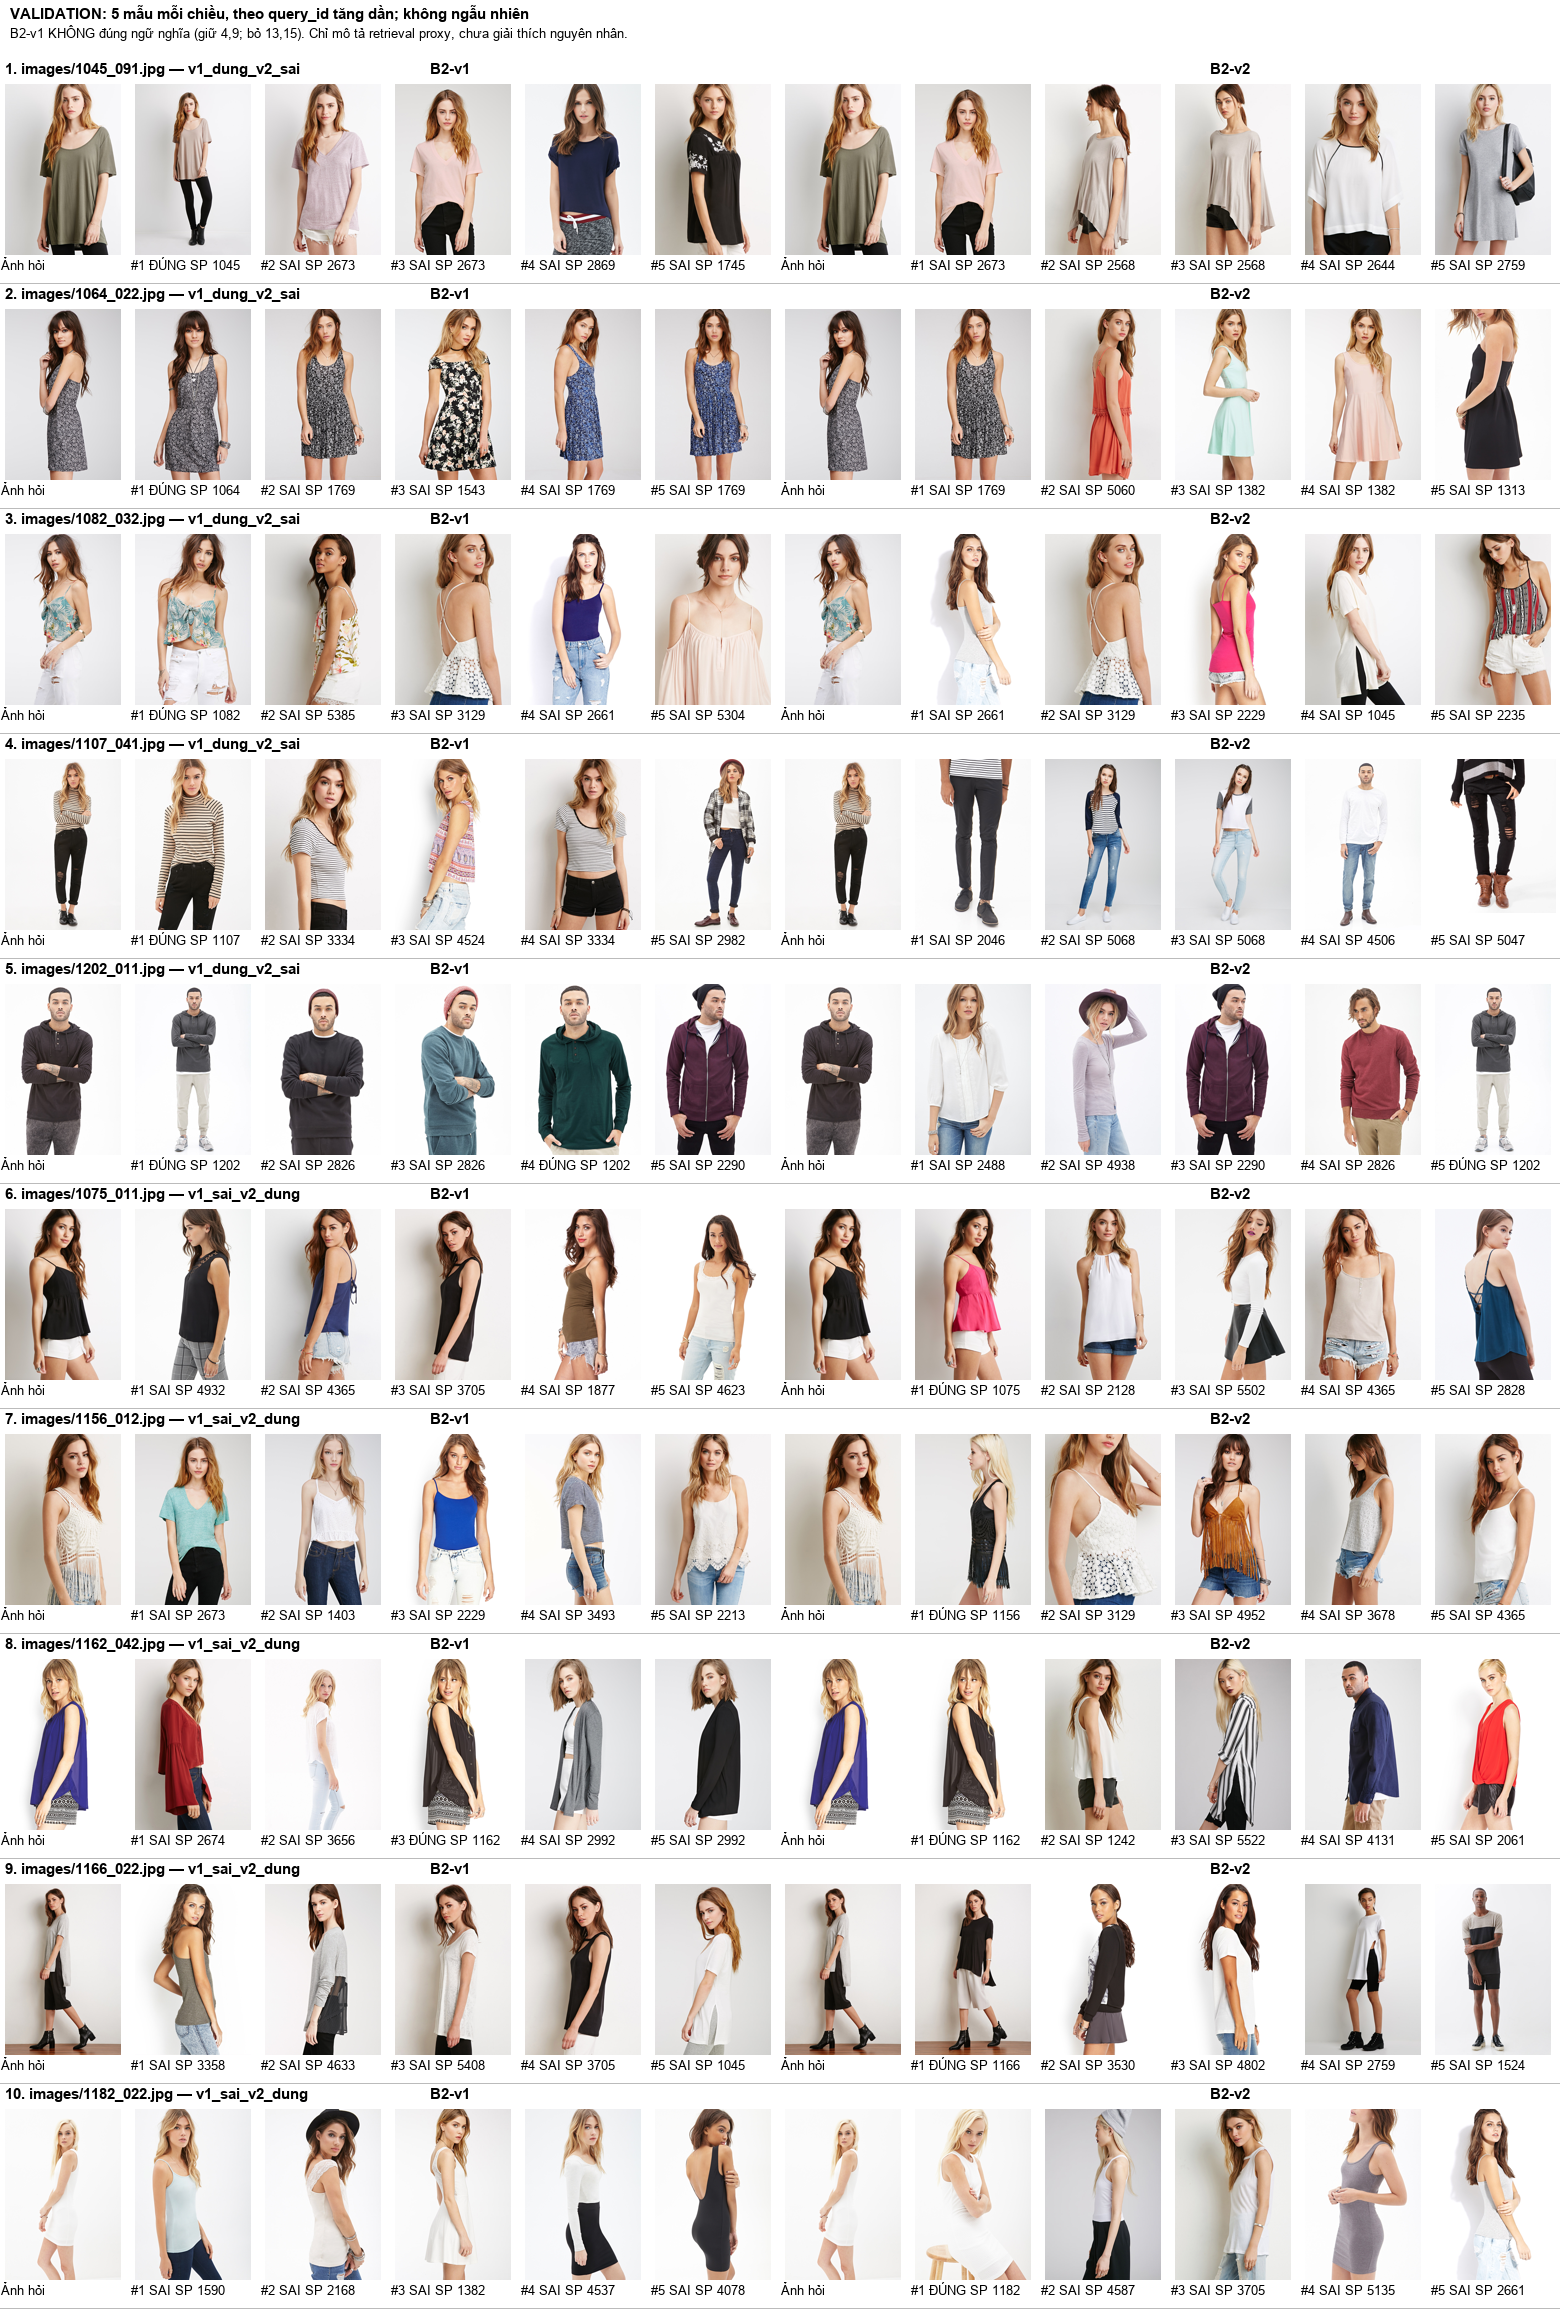 VALIDATION: 5 mẫu mỗi chiều, theo query_id tăng dần; không ngẫu nhiên
B2-v1 KHÔNG đúng ngữ nghĩa (giữ 4,9; bỏ 13,15). Chỉ mô tả retrieval proxy, chưa giải thích nguyên nhân.
1. images/1045_091.jpg — v1_dung_v2_sai B2-v1 B2-v2
Ảnh hỏi #1 ĐÚNG SP 1045 #2 SAI SP 2673 #3 SAI SP 2673 #4 SAI SP 2869 #5 SAI SP 1745 Ảnh hỏi #1 SAI SP 2673 #2 SAI SP 2568 #3 SAI SP 2568 #4 SAI SP 2644 #5 SAI SP 2759
2. images/1064_022.jpg — v1_dung_v2_sai B2-v1 B2-v2
Ảnh hỏi #1 ĐÚNG SP 1064 #2 SAI SP 1769 #3 SAI SP 1543 #4 SAI SP 1769 #5 SAI SP 1769 Ảnh hỏi #1 SAI SP 1769 #2 SAI SP 5060 #3 SAI SP 1382 #4 SAI SP 1382 #5 SAI SP 1313
3. images/1082_032.jpg — v1_dung_v2_sai B2-v1 B2-v2
Ảnh hỏi #1 ĐÚNG SP 1082 #2 SAI SP 5385 #3 SAI SP 3129 #4 SAI SP 2661 #5 SAI SP 5304 Ảnh hỏi #1 SAI SP 2661 #2 SAI SP 3129 #3 SAI SP 2229 #4 SAI SP 1045 #5 SAI SP 2235
4. images/1107_041.jpg — v1_dung_v2_sai B2-v1 B2-v2
Ảnh hỏi #1 ĐÚNG SP 1107 #2 SAI SP 3334 #3 SAI SP 4524 #4 SAI SP 3334 #5 SAI SP 2982 Ảnh hỏi #1 SAI SP 2046 #2 SAI SP 5068 #3 SAI SP 5068 #4 SAI SP 4506 #5 SAI SP 5047
5. images/1202_011.jpg — v1_dung_v2_sai B2-v1 B2-v2
Ảnh hỏi #1 ĐÚNG SP 1202 #2 SAI SP 2826 #3 SAI SP 2826 #4 ĐÚNG SP 1202 #5 SAI SP 2290 Ảnh hỏi #1 SAI SP 2488 #2 SAI SP 4938 #3 SAI SP 2290 #4 SAI SP 2826 #5 ĐÚNG SP 1202
6. images/1075_011.jpg — v1_sai_v2_dung B2-v1 B2-v2
Ảnh hỏi #1 SAI SP 4932 #2 SAI SP 4365 #3 SAI SP 3705 #4 SAI SP 1877 #5 SAI SP 4623 Ảnh hỏi #1 ĐÚNG SP 1075 #2 SAI SP 2128 #3 SAI SP 5502 #4 SAI SP 4365 #5 SAI SP 2828
7. images/1156_012.jpg — v1_sai_v2_dung B2-v1 B2-v2
Ảnh hỏi #1 SAI SP 2673 #2 SAI SP 1403 #3 SAI SP 2229 #4 SAI SP 3493 #5 SAI SP 2213 Ảnh hỏi #1 ĐÚNG SP 1156 #2 SAI SP 3129 #3 SAI SP 4952 #4 SAI SP 3678 #5 SAI SP 4365
8. images/1162_042.jpg — v1_sai_v2_dung B2-v1 B2-v2
Ảnh hỏi #1 SAI SP 2674 #2 SAI SP 3656 #3 ĐÚNG SP 1162 #4 SAI SP 2992 #5 SAI SP 2992 Ảnh hỏi #1 ĐÚNG SP 1162 #2 SAI SP 1242 #3 SAI SP 5522 #4 SAI SP 4131 #5 SAI SP 2061
9. images/1166_022.jpg — v1_sai_v2_dung B2-v1 B2-v2
Ảnh hỏi #1 SAI SP 3358 #2 SAI SP 4633 #3 SAI SP 5408 #4 SAI SP 3705 #5 SAI SP 1045 Ảnh hỏi #1 ĐÚNG SP 1166 #2 SAI SP 3530 #3 SAI SP 4802 #4 SAI SP 2759 #5 SAI SP 1524
10. images/1182_022.jpg — v1_sai_v2_dung B2-v1 B2-v2
Ảnh hỏi #1 SAI SP 1590 #2 SAI SP 2168 #3 SAI SP 1382 #4 SAI SP 4537 #5 SAI SP 4078 Ảnh hỏi #1 ĐÚNG SP 1182 #2 SAI SP 4587 #3 SAI SP 3705 #4 SAI SP 5135 #5 SAI SP 2661